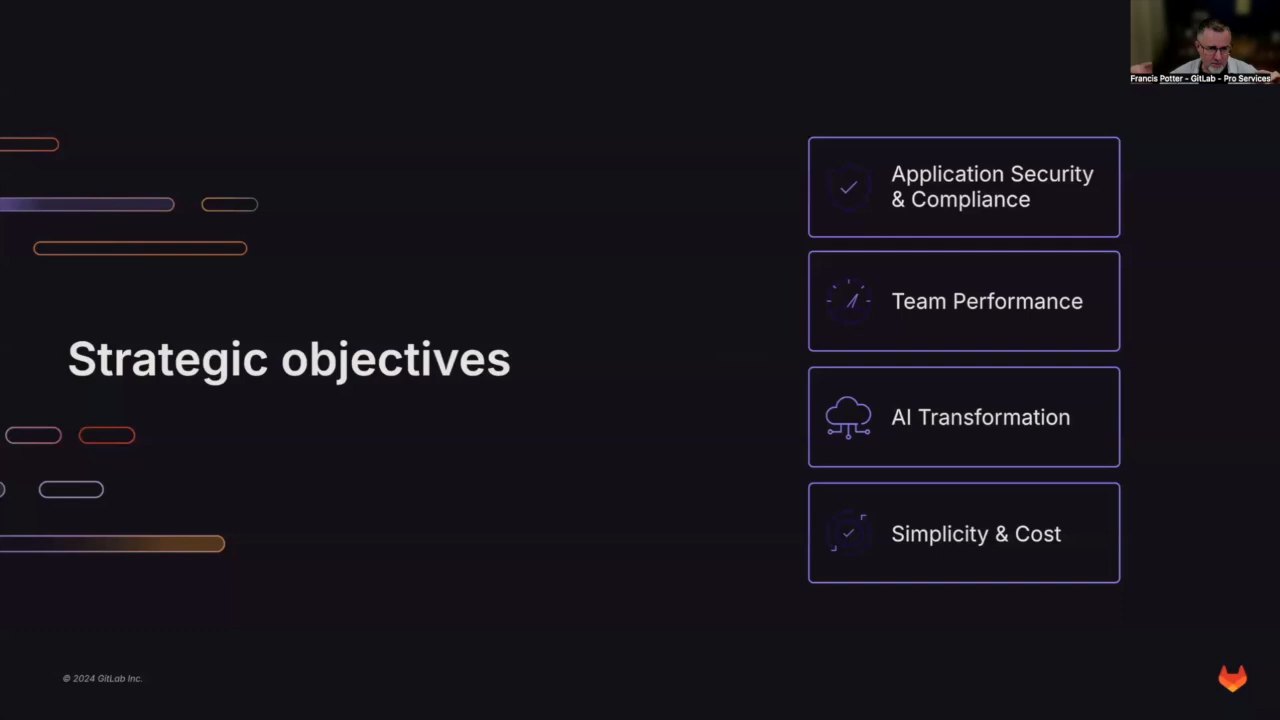 Francis Potter - GitLab - Pro Services
Application Security
& Compliance
Team Performance
Strategic objectives
AI Transformation
Simplicity & Cost
© 2024 GitLab Inc.